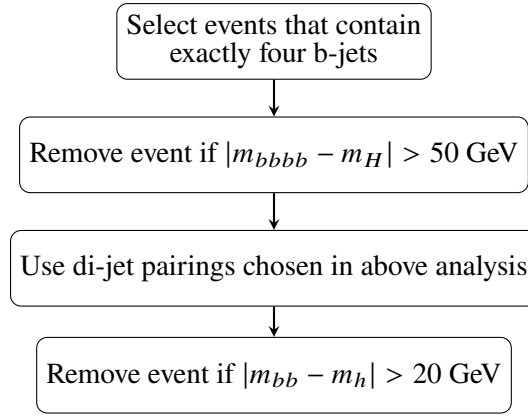 Select events that contain
exactly four b-jets
Remove event if |m_{bbbb} − m_H| > 50 GeV
Use di-jet pairings chosen in above analysis
Remove event if |m_{bb} − m_h| > 20 GeV